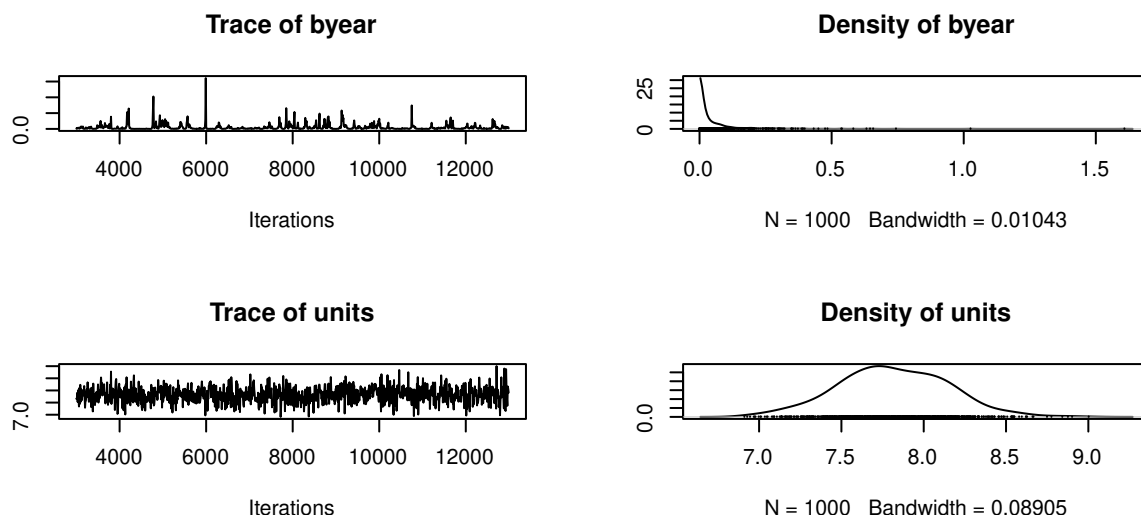 Trace of byear
0.0
4000 6000 8000 10000 12000
Iterations
Density of byear
0 25
0.0 0.5 1.0 1.5
N = 1000 Bandwidth = 0.01043
Trace of units
7.0
4000 6000 8000 10000 12000
Iterations
Density of units
0.0
7.0 7.5 8.0 8.5 9.0
N = 1000 Bandwidth = 0.08905